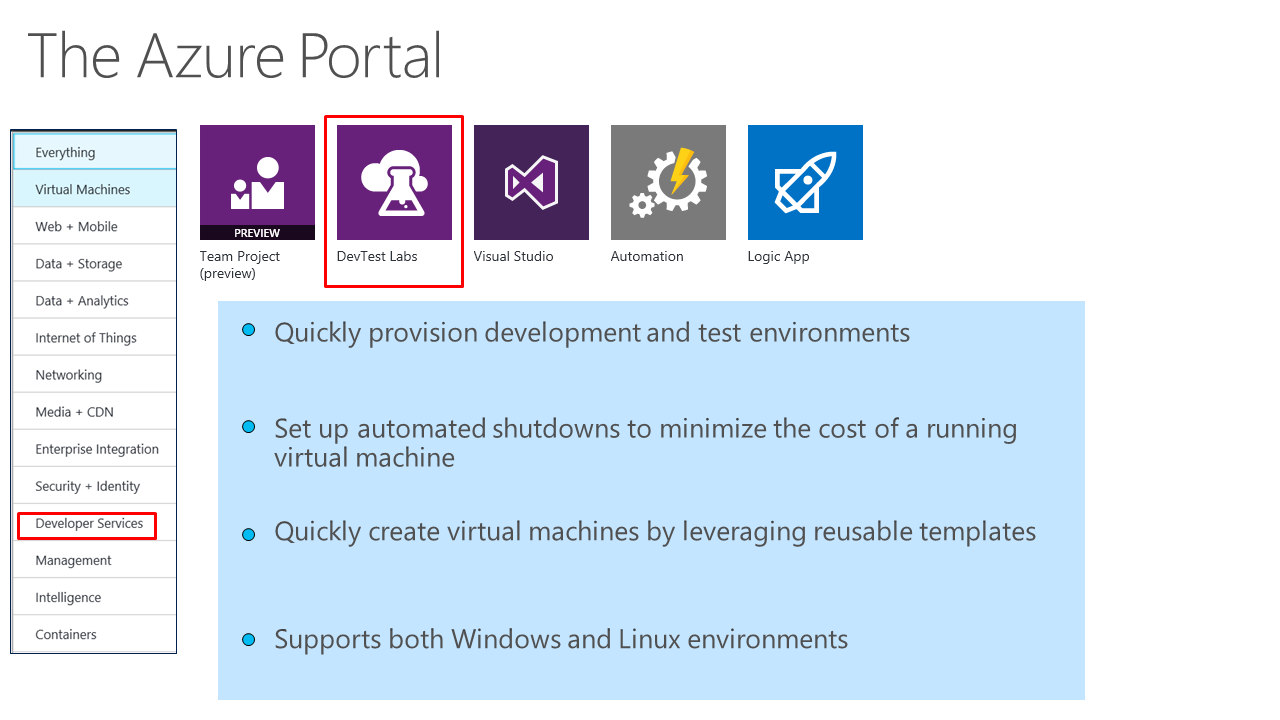 The Azure Portal
Everything
Virtual Machines
Web + Mobile
Data + Storage
Data + Analytics
Internet of Things
Networking
Media + CDN
Enterprise Integration
Security + Identity
Developer Services
Management
Intelligence
Containers
PREVIEW
Team Project
(preview)
DevTest Labs
Visual Studio
Automation
Logic App
Quickly provision development and test environments
Set up automated shutdowns to minimize the cost of a running
virtual machine
Quickly create virtual machines by leveraging reusable templates
Supports both Windows and Linux environments